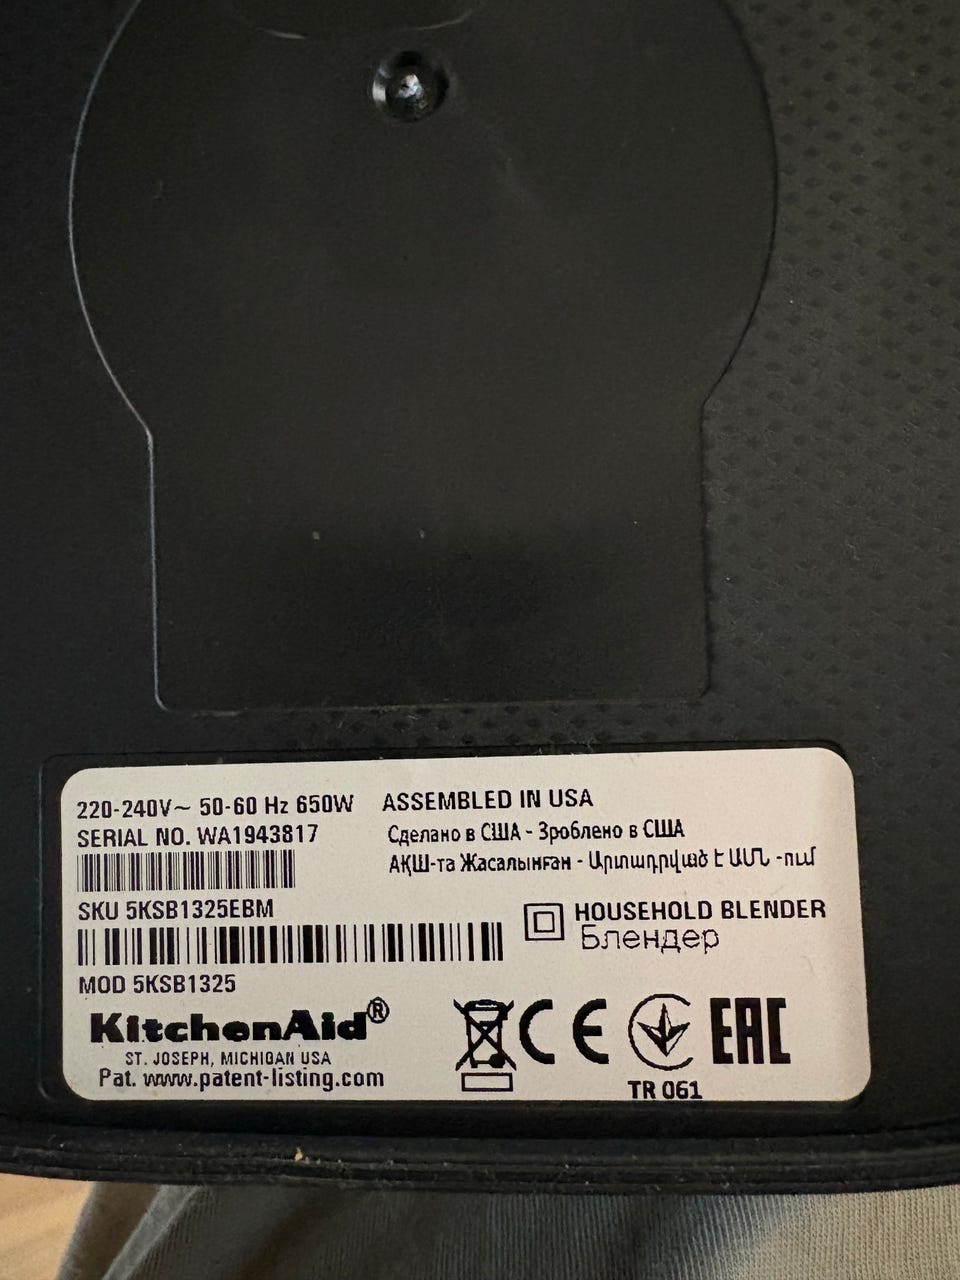 220-240V~ 50-60 Hz 650W
SERIAL NO. WA1943817
SKU 5KSB1325EBM
MOD 5KSB1325
KitchenAid®
ST. JOSEPH, MICHIGAN USA
Pat. www.patent-listing.com
ASSEMBLED IN USA
Сделано в США - Зроблено в США
АҚШ-та Жасалынған - Արտադրված է ԱՄՆ -ում
HOUSEHOLD BLENDER
Блендер
CE
TR 061
EAC